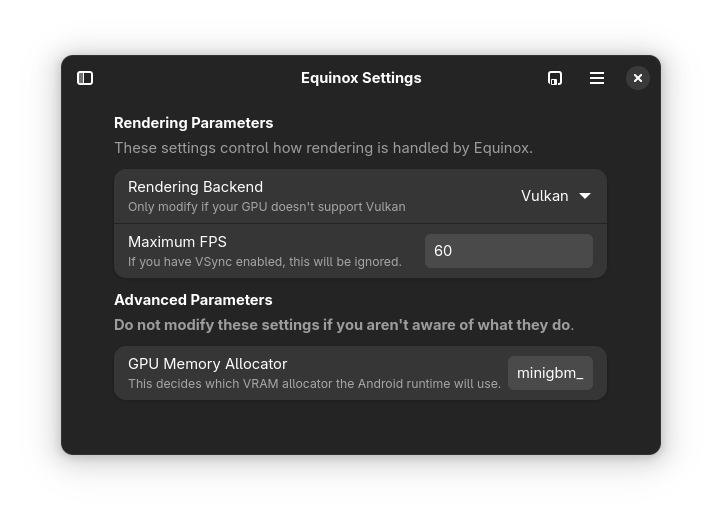 Equinox Settings
Rendering Parameters
These settings control how rendering is handled by Equinox.
Rendering Backend
Only modify if your GPU doesn't support Vulkan
Vulkan
Maximum FPS
If you have VSync enabled, this will be ignored.
60
Advanced Parameters
Do not modify these settings if you aren't aware of what they do.
GPU Memory Allocator
This decides which VRAM allocator the Android runtime will use.
minigbm_